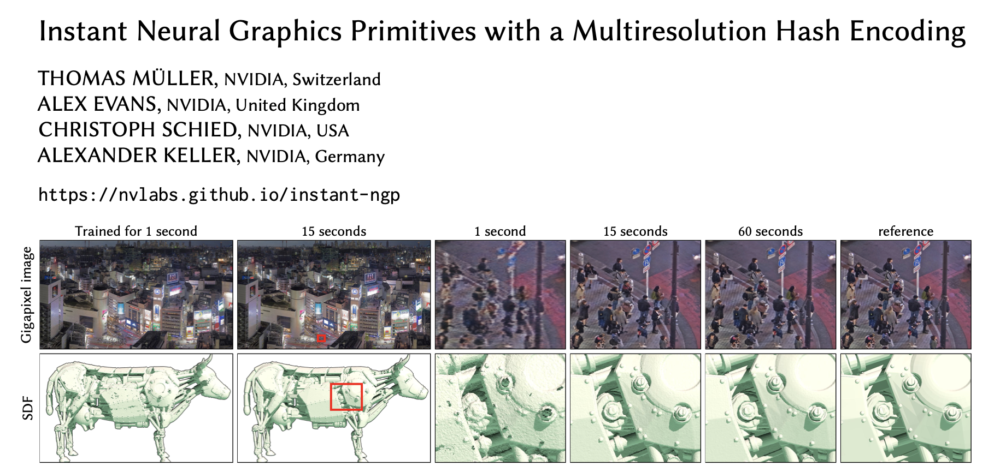 Instant Neural Graphics Primitives with a Multiresolution Hash Encoding
THOMAS MÜLLER, NVIDIA, Switzerland
ALEX EVANS, NVIDIA, United Kingdom
CHRISTOPH SCHIED, NVIDIA, USA
ALEXANDER KELLER, NVIDIA, Germany
https://nvlabs.github.io/instant-ngp
Trained for 1 second 15 seconds 1 second 15 seconds 60 seconds reference
Gigapixel image
F21
F21
SDF